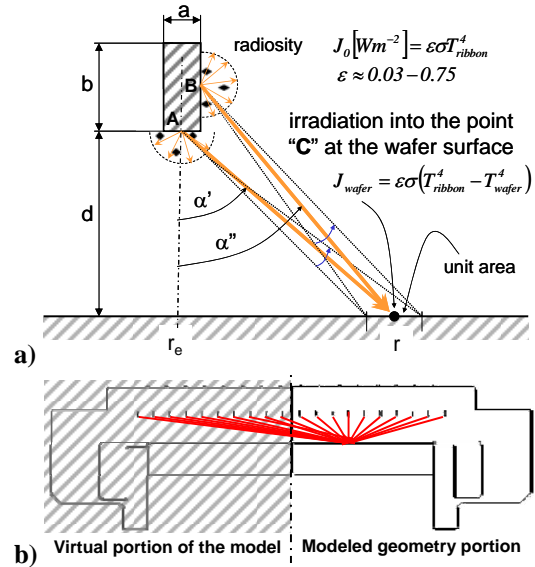 a
radiosity
J₀[Wm⁻²] = εσT⁴ribbon
ε ≈ 0.03 – 0.75
b
B
A
irradiation into the point
“C” at the wafer surface
J_wafer = εσ(T⁴ribbon – T⁴wafer)
d
α’
α”
unit area
rₑ
r
a)
b)
Virtual portion of the model
Modeled geometry portion